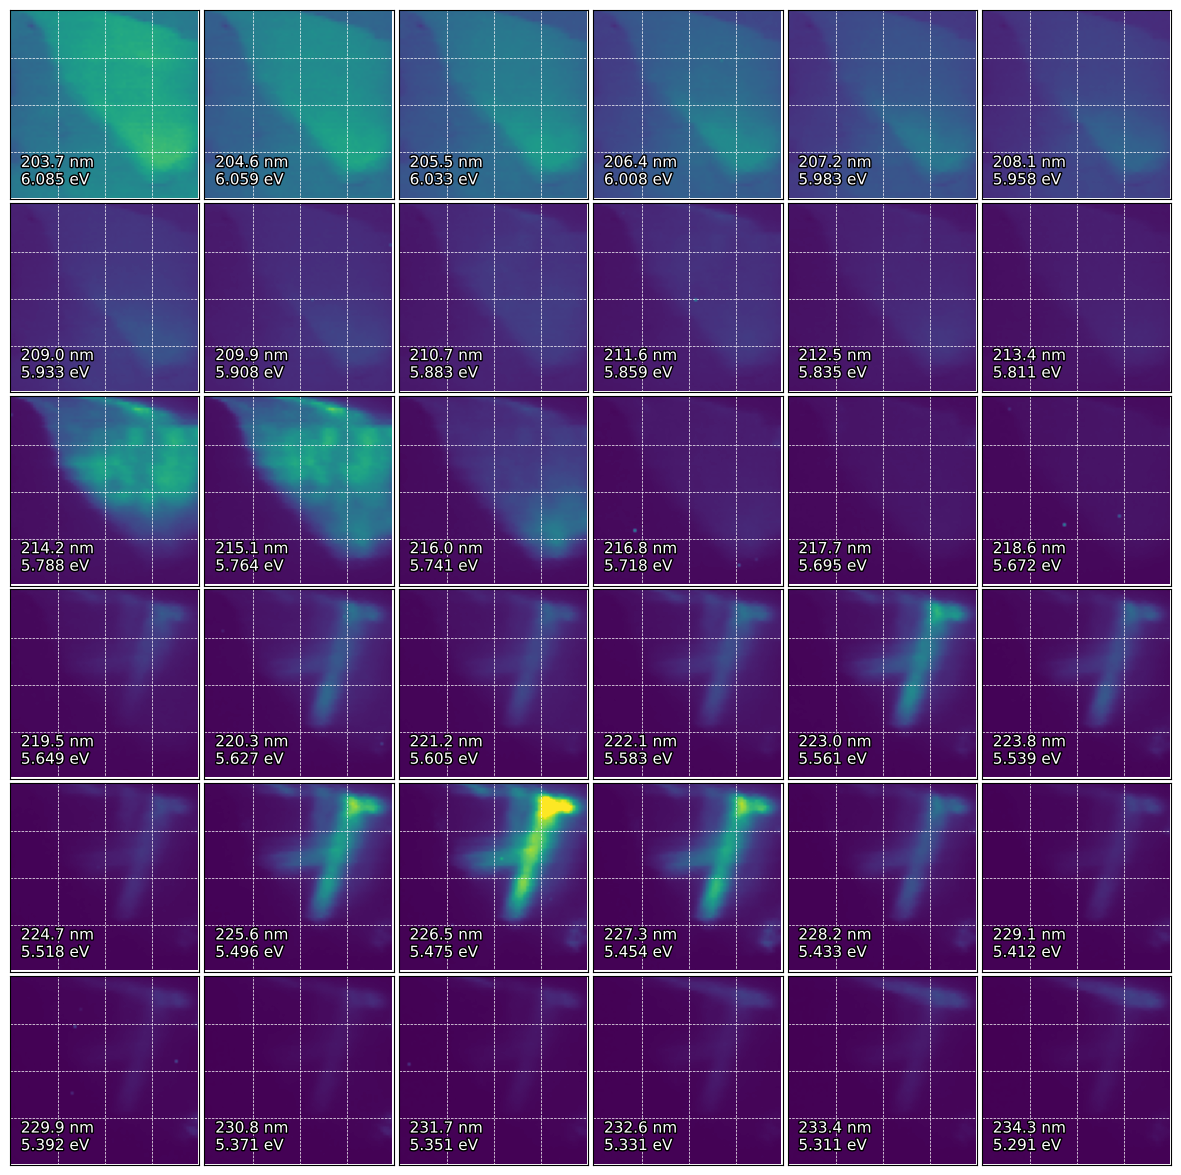 203.7 nm
6.085 eV
204.6 nm
6.059 eV
205.5 nm
6.033 eV
206.4 nm
6.008 eV
207.2 nm
5.983 eV
208.1 nm
5.958 eV
209.0 nm
5.933 eV
209.9 nm
5.908 eV
210.7 nm
5.883 eV
211.6 nm
5.859 eV
212.5 nm
5.835 eV
213.4 nm
5.811 eV
214.2 nm
5.788 eV
215.1 nm
5.764 eV
216.0 nm
5.741 eV
216.8 nm
5.718 eV
217.7 nm
5.695 eV
218.6 nm
5.672 eV
219.5 nm
5.649 eV
220.3 nm
5.627 eV
221.2 nm
5.605 eV
222.1 nm
5.583 eV
223.0 nm
5.561 eV
223.8 nm
5.539 eV
224.7 nm
5.518 eV
225.6 nm
5.496 eV
226.5 nm
5.475 eV
227.3 nm
5.454 eV
228.2 nm
5.433 eV
229.1 nm
5.412 eV
229.9 nm
5.392 eV
230.8 nm
5.371 eV
231.7 nm
5.351 eV
232.6 nm
5.331 eV
233.4 nm
5.311 eV
234.3 nm
5.291 eV